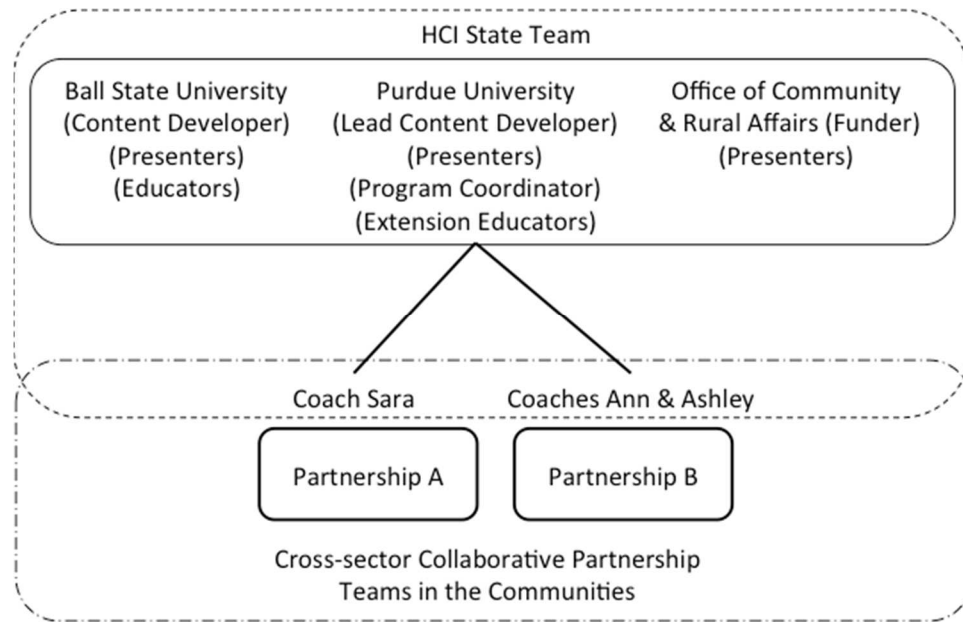 HCI State Team
Ball State University
(Content Developer)
(Presenters)
(Educators)
Purdue University
(Lead Content Developer)
(Presenters)
(Program Coordinator)
(Extension Educators)
Office of Community
& Rural Affairs (Funder)
(Presenters)
Coach Sara
Coaches Ann & Ashley
Partnership A
Partnership B
Cross-sector Collaborative Partnership
Teams in the Communities